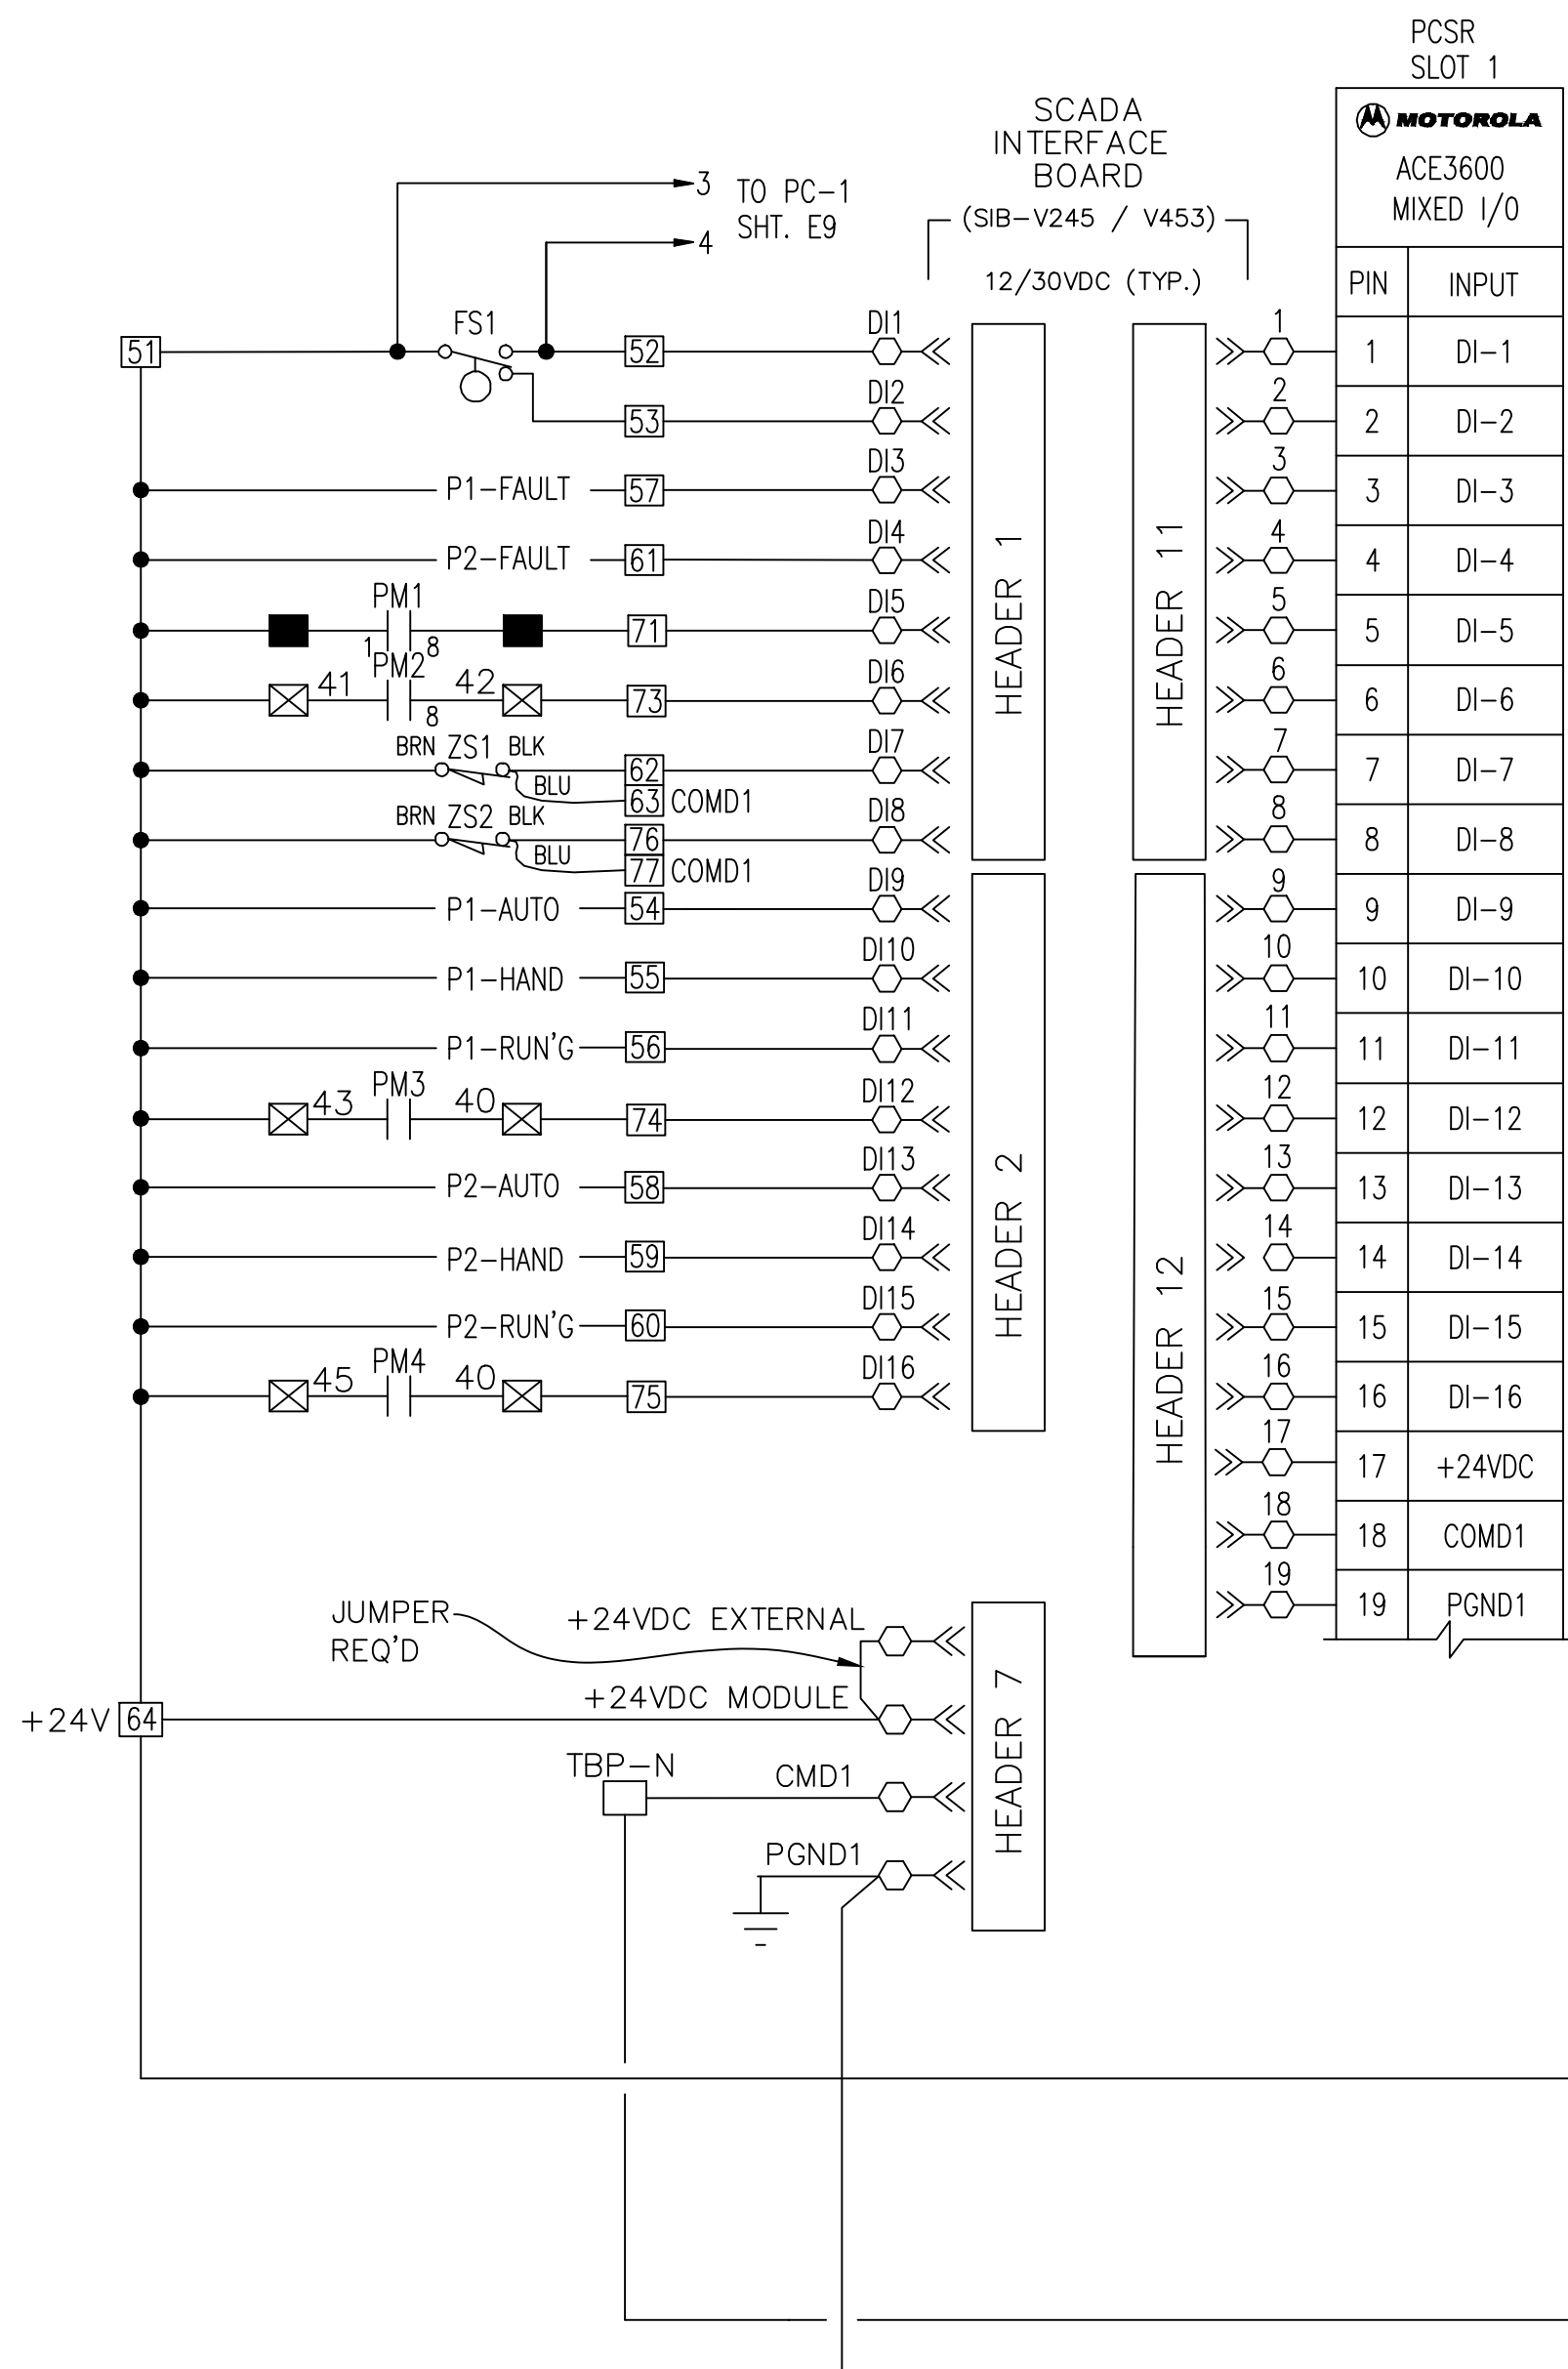 PCSR
SLOT 1
MOTOROLA
ACE3600
MIXED I/O
PIN INPUT
SCADA
INTERFACE
BOARD
(SIB-V245 / V453)
12/30VDC (TYP.)
3 TO PC-1
4 SHT. E9
51 FS1 52 DI1 1 1 DI-1
53 DI2 2 2 DI-2
P1-FAULT 57 DI3 3 3 DI-3
P2-FAULT 61 DI4 4 4 DI-4
PM1 1 8 71 DI5 5 5 DI-5
41 PM2 8 42 73 DI6 6 6 DI-6
BRN ZS1 BLK 62 DI7 7 7 DI-7
BLU 63 COMD1
BRN ZS2 BLK 76 DI8 8 8 DI-8
BLU 77 COMD1
HEADER 1
HEADER 11
P1-AUTO 54 DI9 9 9 DI-9
P1-HAND 55 DI10 10 10 DI-10
P1-RUN'G 56 DI11 11 11 DI-11
43 PM3 40 74 DI12 12 12 DI-12
P2-AUTO 58 DI13 13 13 DI-13
P2-HAND 59 DI14 14 14 DI-14
P2-RUN'G 60 DI15 15 15 DI-15
45 PM4 40 75 DI16 16 16 DI-16
17 17 +24VDC
18 18 COMD1
19 19 PGND1
HEADER 2
HEADER 12
JUMPER
REQ'D
+24VDC EXTERNAL
+24VDC MODULE
+24V 64
TBP-N
CMD1
PGND1
HEADER 7